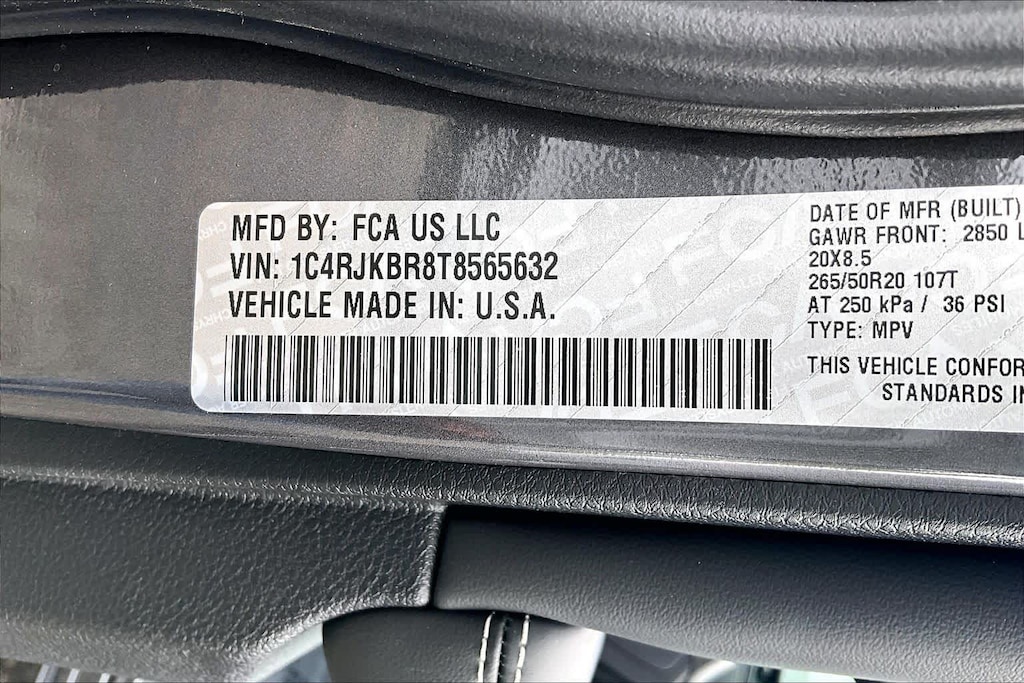 MFD BY: FCA US LLC
VIN: 1C4RJKBR8T8565632
VEHICLE MADE IN: U.S.A.
DATE OF MFR (BUILT)
GAWR FRONT: 2850 L
20X8.5
265/50R20 107T
AT 250 kPa / 36 PSI
TYPE: MPV
THIS VEHICLE CONFOR
STANDARDS IN